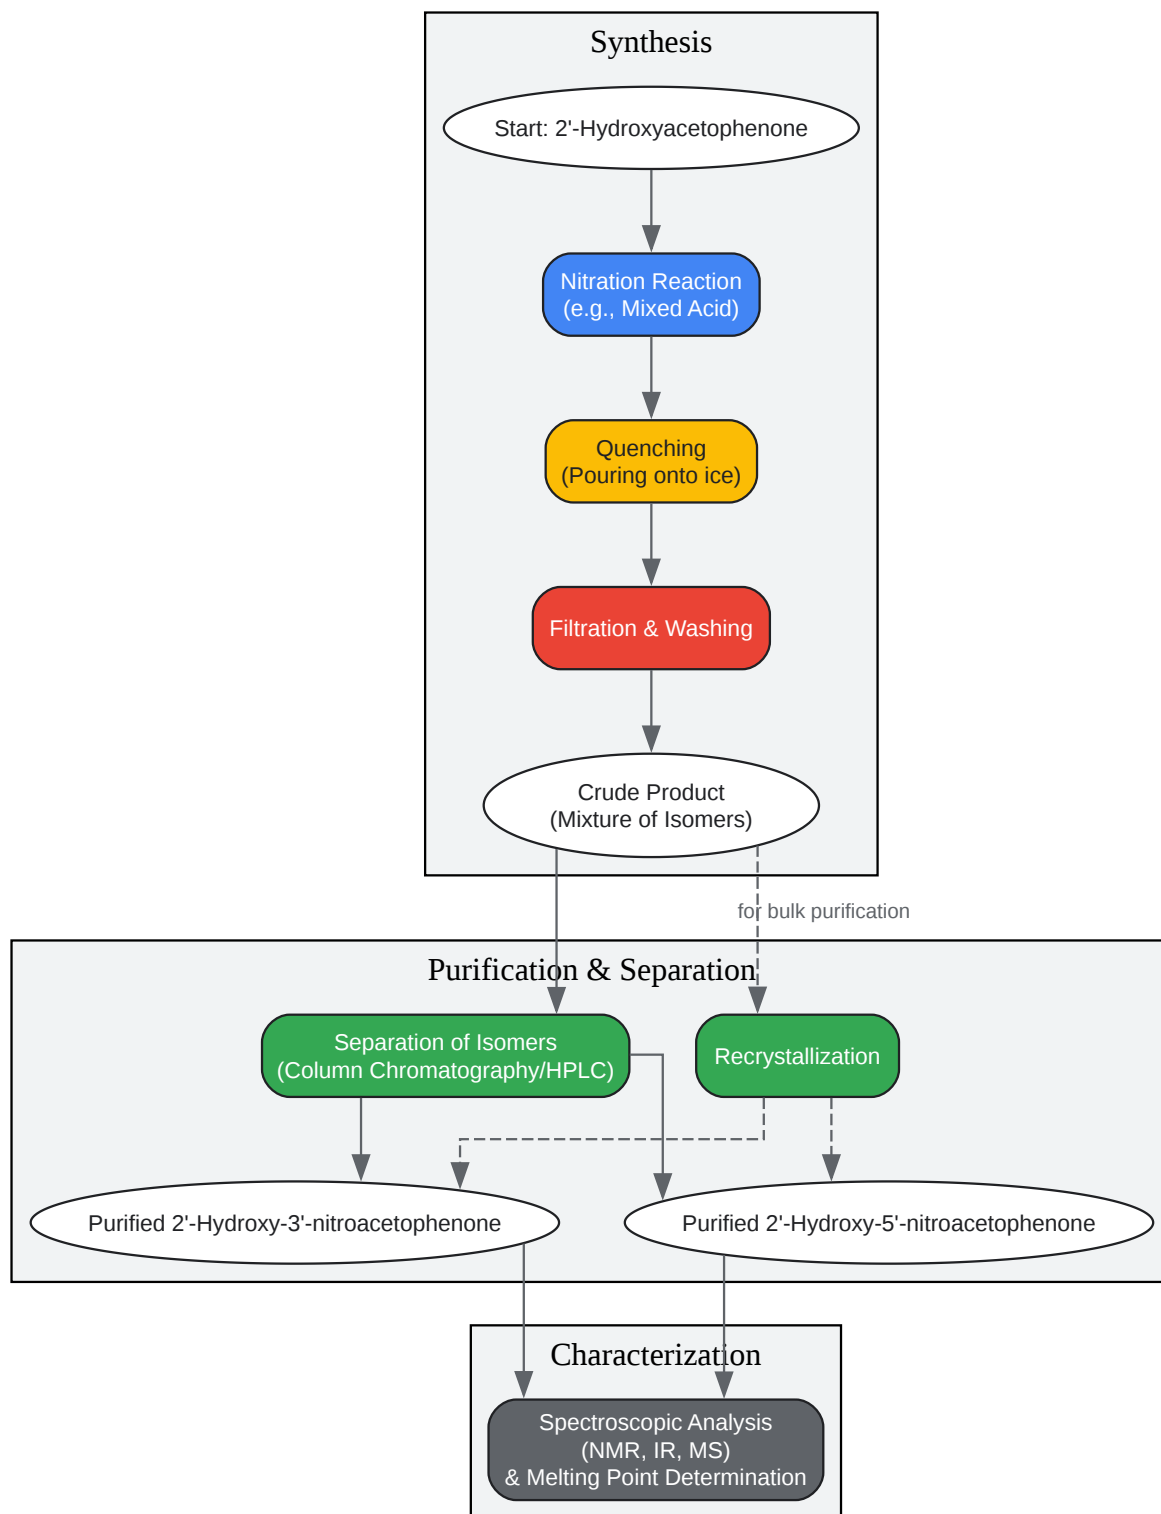 Synthesis
Start: 2'-Hydroxyacetophenone
Nitration Reaction
(e.g., Mixed Acid)
Quenching
(Pouring onto ice)
Filtration & Washing
Crude Product
(Mixture of Isomers)
for bulk purification
Purification & Separation
Separation of Isomers
(Column Chromatography/HPLC)
Recrystallization
Purified 2'-Hydroxy-3'-nitroacetophenone
Purified 2'-Hydroxy-5'-nitroacetophenone
Characterization
Spectroscopic Analysis
(NMR, IR, MS)
& Melting Point Determination